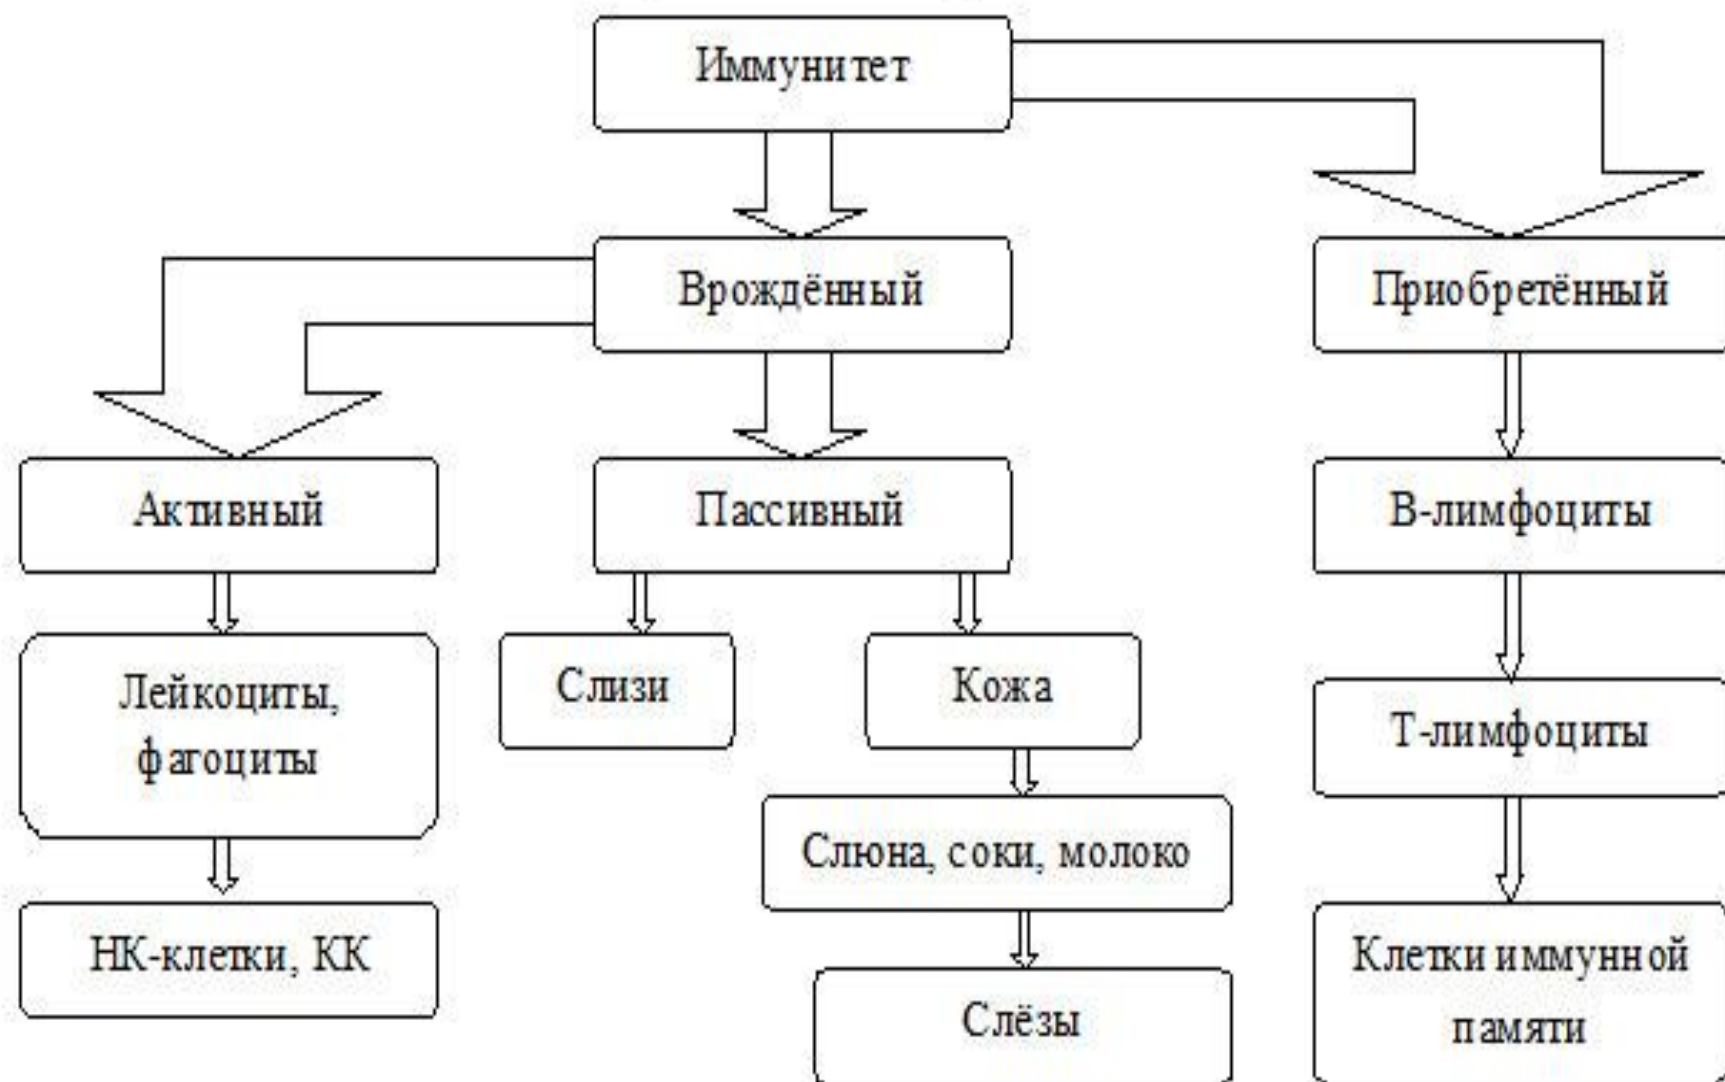 Иммунитет
Врождённый
Приобретённый
Активный
Пассивный
В-лимфоциты
Лейкоциты,
фагоциты
Слизи
Кожа
Т-лимфоциты
Слюна, соки, молоко
НК-клетки, КК
Слёзы
Клетки иммунной
памяти